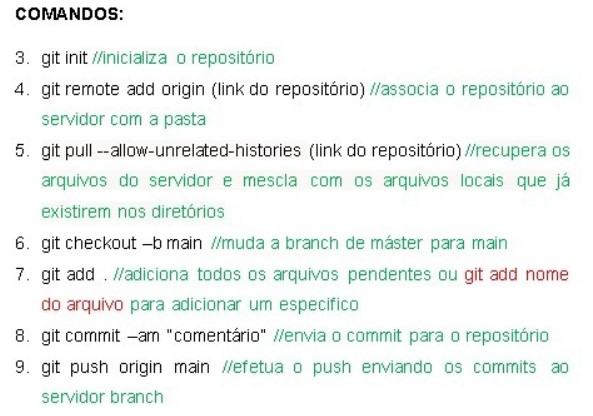 COMANDOS:
3. git init //inicializa o repositório
4. git remote add origin (link do repositório) //associa o repositório ao
servidor com a pasta
5. git pull --allow-unrelated-histories (link do repositório) //recupera os
arquivos do servidor e mescla com os arquivos locais que já
existirem nos diretórios
6. git checkout –b main //muda a branch de máster para main
7. git add . //adiciona todos os arquivos pendentes ou git add nome
do arquivo para adicionar um especifico
8. git commit –am "comentário" //envia o commit para o repositório
9. git push origin main //efetua o push enviando os commits ao
servidor branch